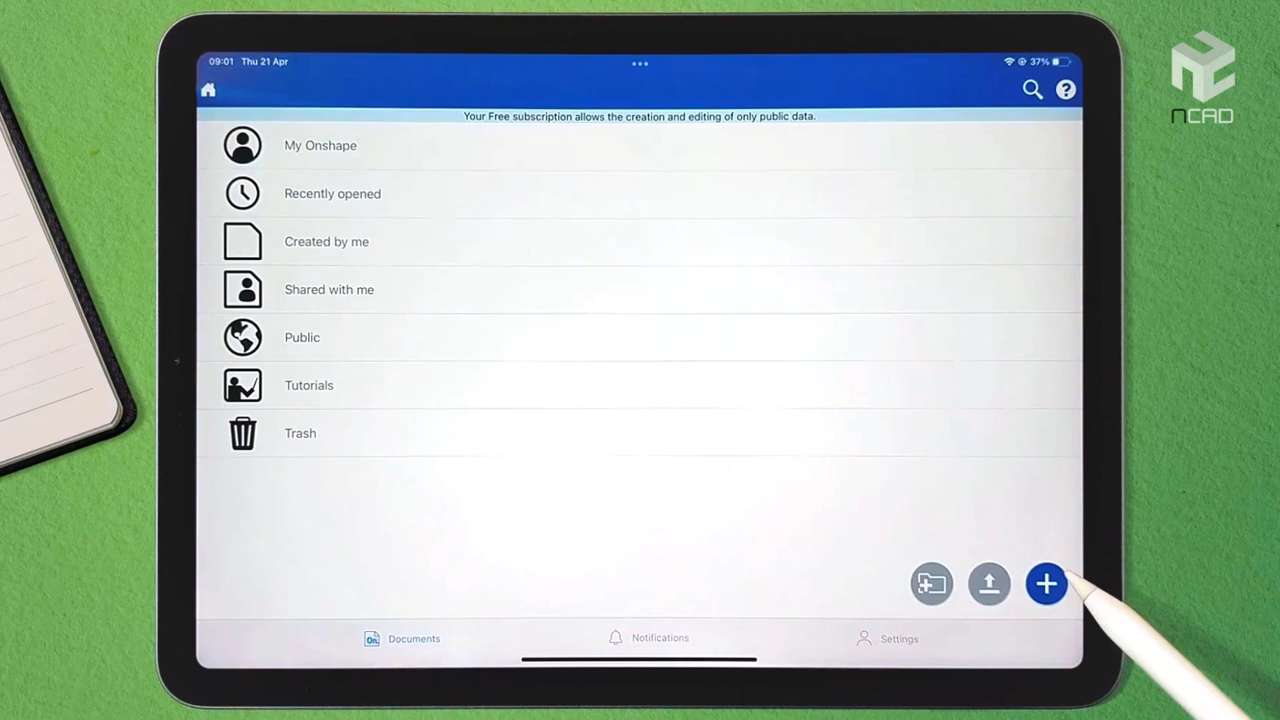 09:01 Thu 21 Apr
37%
Your Free subscription allows the creation and editing of only public data.
My Onshape
Recently opened
Created by me
Shared with me
Public
Tutorials
Trash
On
Documents
Notifications
Settings
nCAD